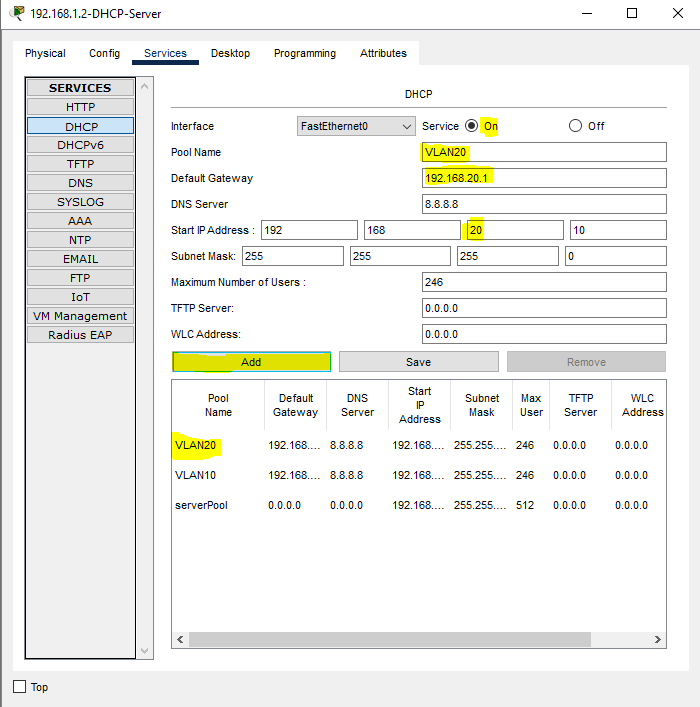 192.168.1.2-DHCP-Server
Physical Config Services Desktop Programming Attributes
SERVICES
HTTP
DHCP
DHCPv6
TFTP
DNS
SYSLOG
AAA
NTP
EMAIL
FTP
IoT
VM Management
Radius EAP
DHCP
Interface FastEthernet0 Service On Off
Pool Name VLAN20
Default Gateway 192.168.20.1
DNS Server 8.8.8.8
Start IP Address : 192 168 20 10
Subnet Mask: 255 255 255 0
Maximum Number of Users : 246
TFTP Server: 0.0.0.0
WLC Address: 0.0.0.0
Add Save Remove
Pool Name Default Gateway DNS Server Start IP Address Subnet Mask Max User TFTP Server WLC Address
VLAN20 192.168.... 8.8.8.8 192.168.... 255.255.... 246 0.0.0.0 0.0.0.0
VLAN10 192.168.... 8.8.8.8 192.168.... 255.255.... 246 0.0.0.0 0.0.0.0
serverPool 0.0.0.0 0.0.0.0 192.168.... 255.255.... 512 0.0.0.0 0.0.0.0
Top